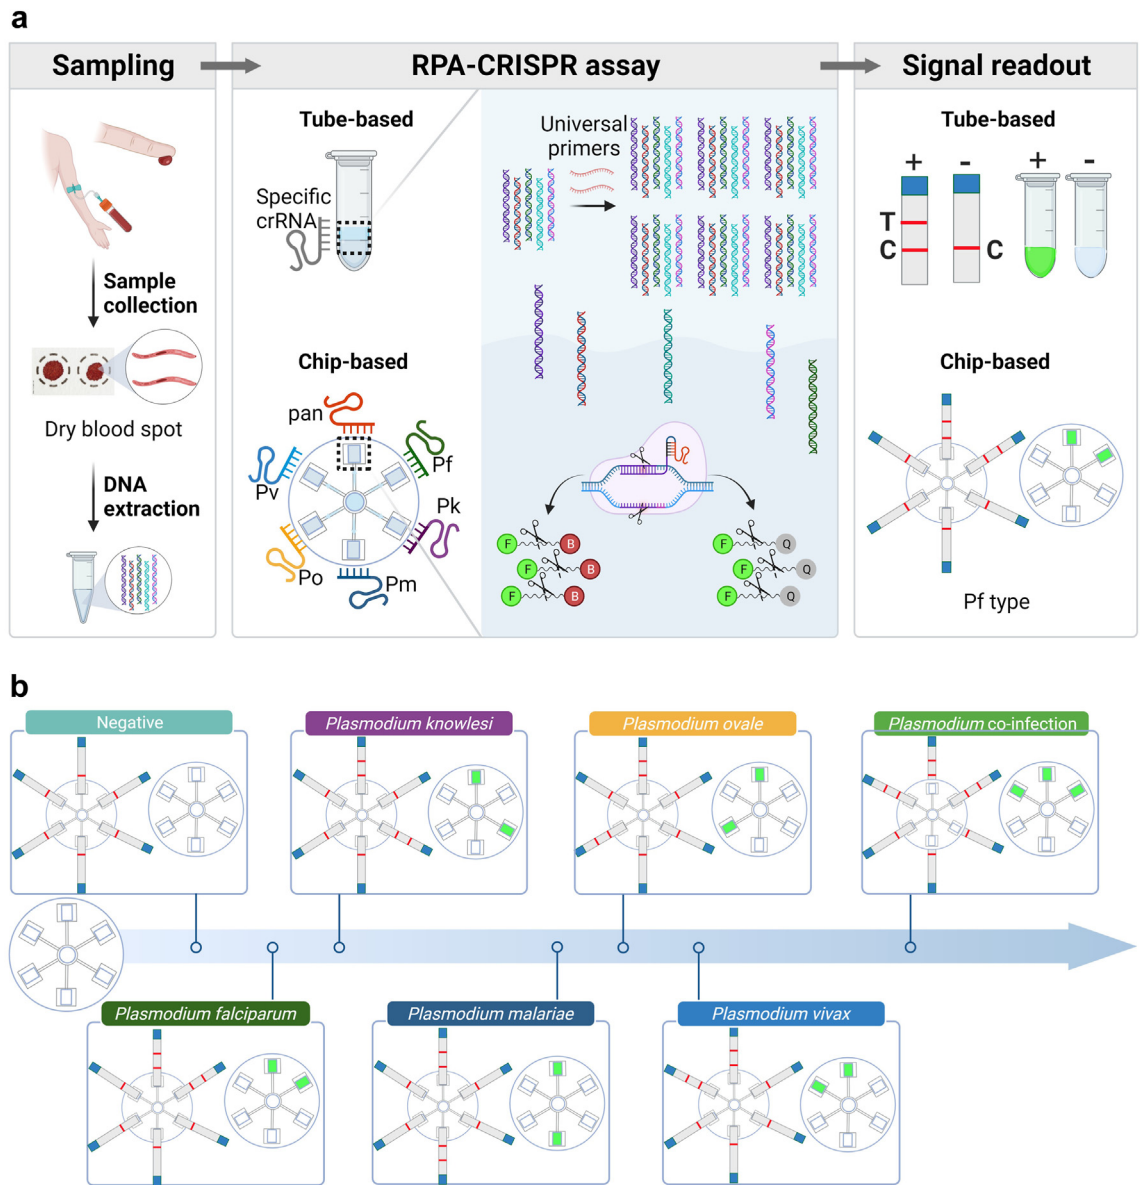 a
Sampling
RPA-CRISPR assay
Signal readout
Sample
collection
Dry blood spot
DNA
extraction
Tube-based
Specific
crRNA
Chip-based
pan
Pf
Pv
Pk
Po
Pm
Universal
primers
F B
F B
F B
F Q
F Q
F Q
Tube-based
+ - + -
T
C C
Chip-based
Pf type
b
Negative
Plasmodium knowlesi
Plasmodium ovale
Plasmodium co-infection
Plasmodium falciparum
Plasmodium malariae
Plasmodium vivax